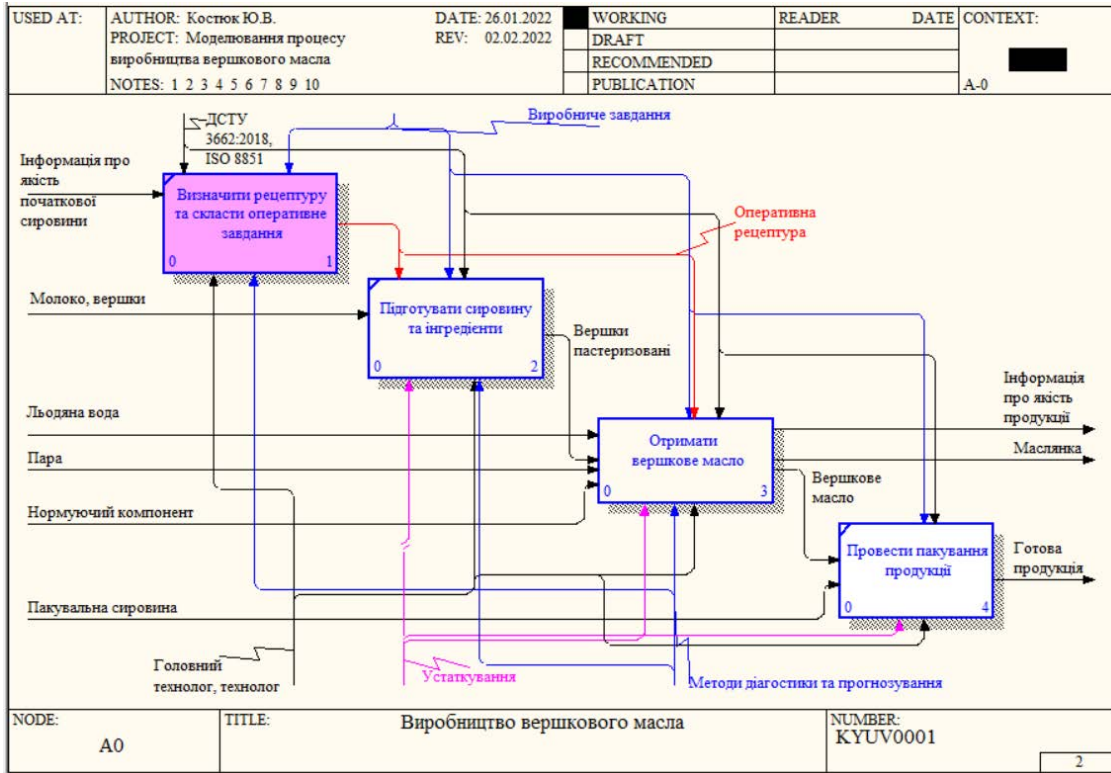 USED AT:
AUTHOR: Костюк Ю.В.
DATE: 26.01.2022
PROJECT: Моделювання процесу
виробництва вершкового масла
REV: 02.02.2022
NOTES: 1 2 3 4 5 6 7 8 9 10
WORKING
DRAFT
RECOMMENDED
PUBLICATION
READER
DATE
CONTEXT:
A-0
ДСТУ
3662:2018,
ISO 8851
Виробниче завдання
Інформація про
якість
початкової
сировини
Визначити рецептуру
та скласти оперативне
завдання
0
1
Оперативна
рецептура
Молоко, вершки
Підготувати сировину
та інгредієнти
0
2
Вершки
пастеризовані
Льодяна вода
Пара
Нормуючий компонент
Отримати
вершкове масло
0
3
Інформація
про якість
продукції
Маслянка
Вершкове
масло
Провести пакування
продукції
0
4
Готова
продукція
Пакувальна сировина
Головний
технолог, технолог
Устаткування
Методи діагостики та прогнозування
NODE:
A0
TITLE:
Виробництво вершкового масла
NUMBER:
KYUV0001
2